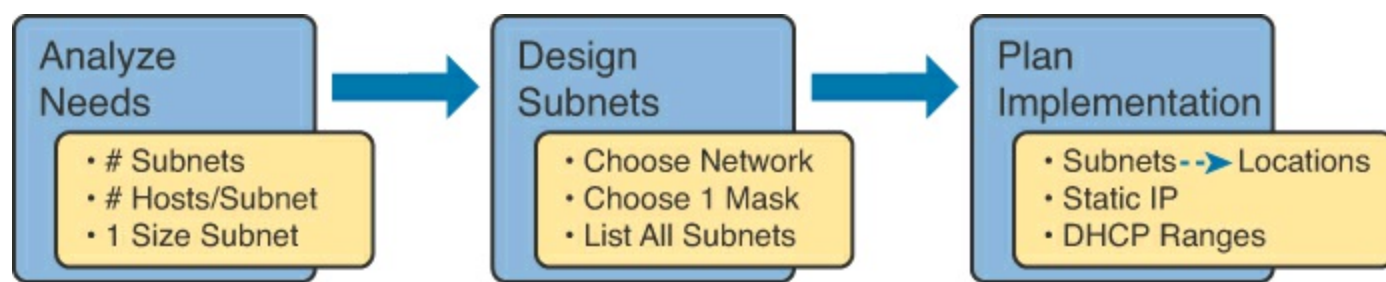 Analyze
Needs
• # Subnets
• # Hosts/Subnet
• 1 Size Subnet
Design
Subnets
• Choose Network
• Choose 1 Mask
• List All Subnets
Plan
Implementation
• Subnets Locations
• Static IP
• DHCP Ranges